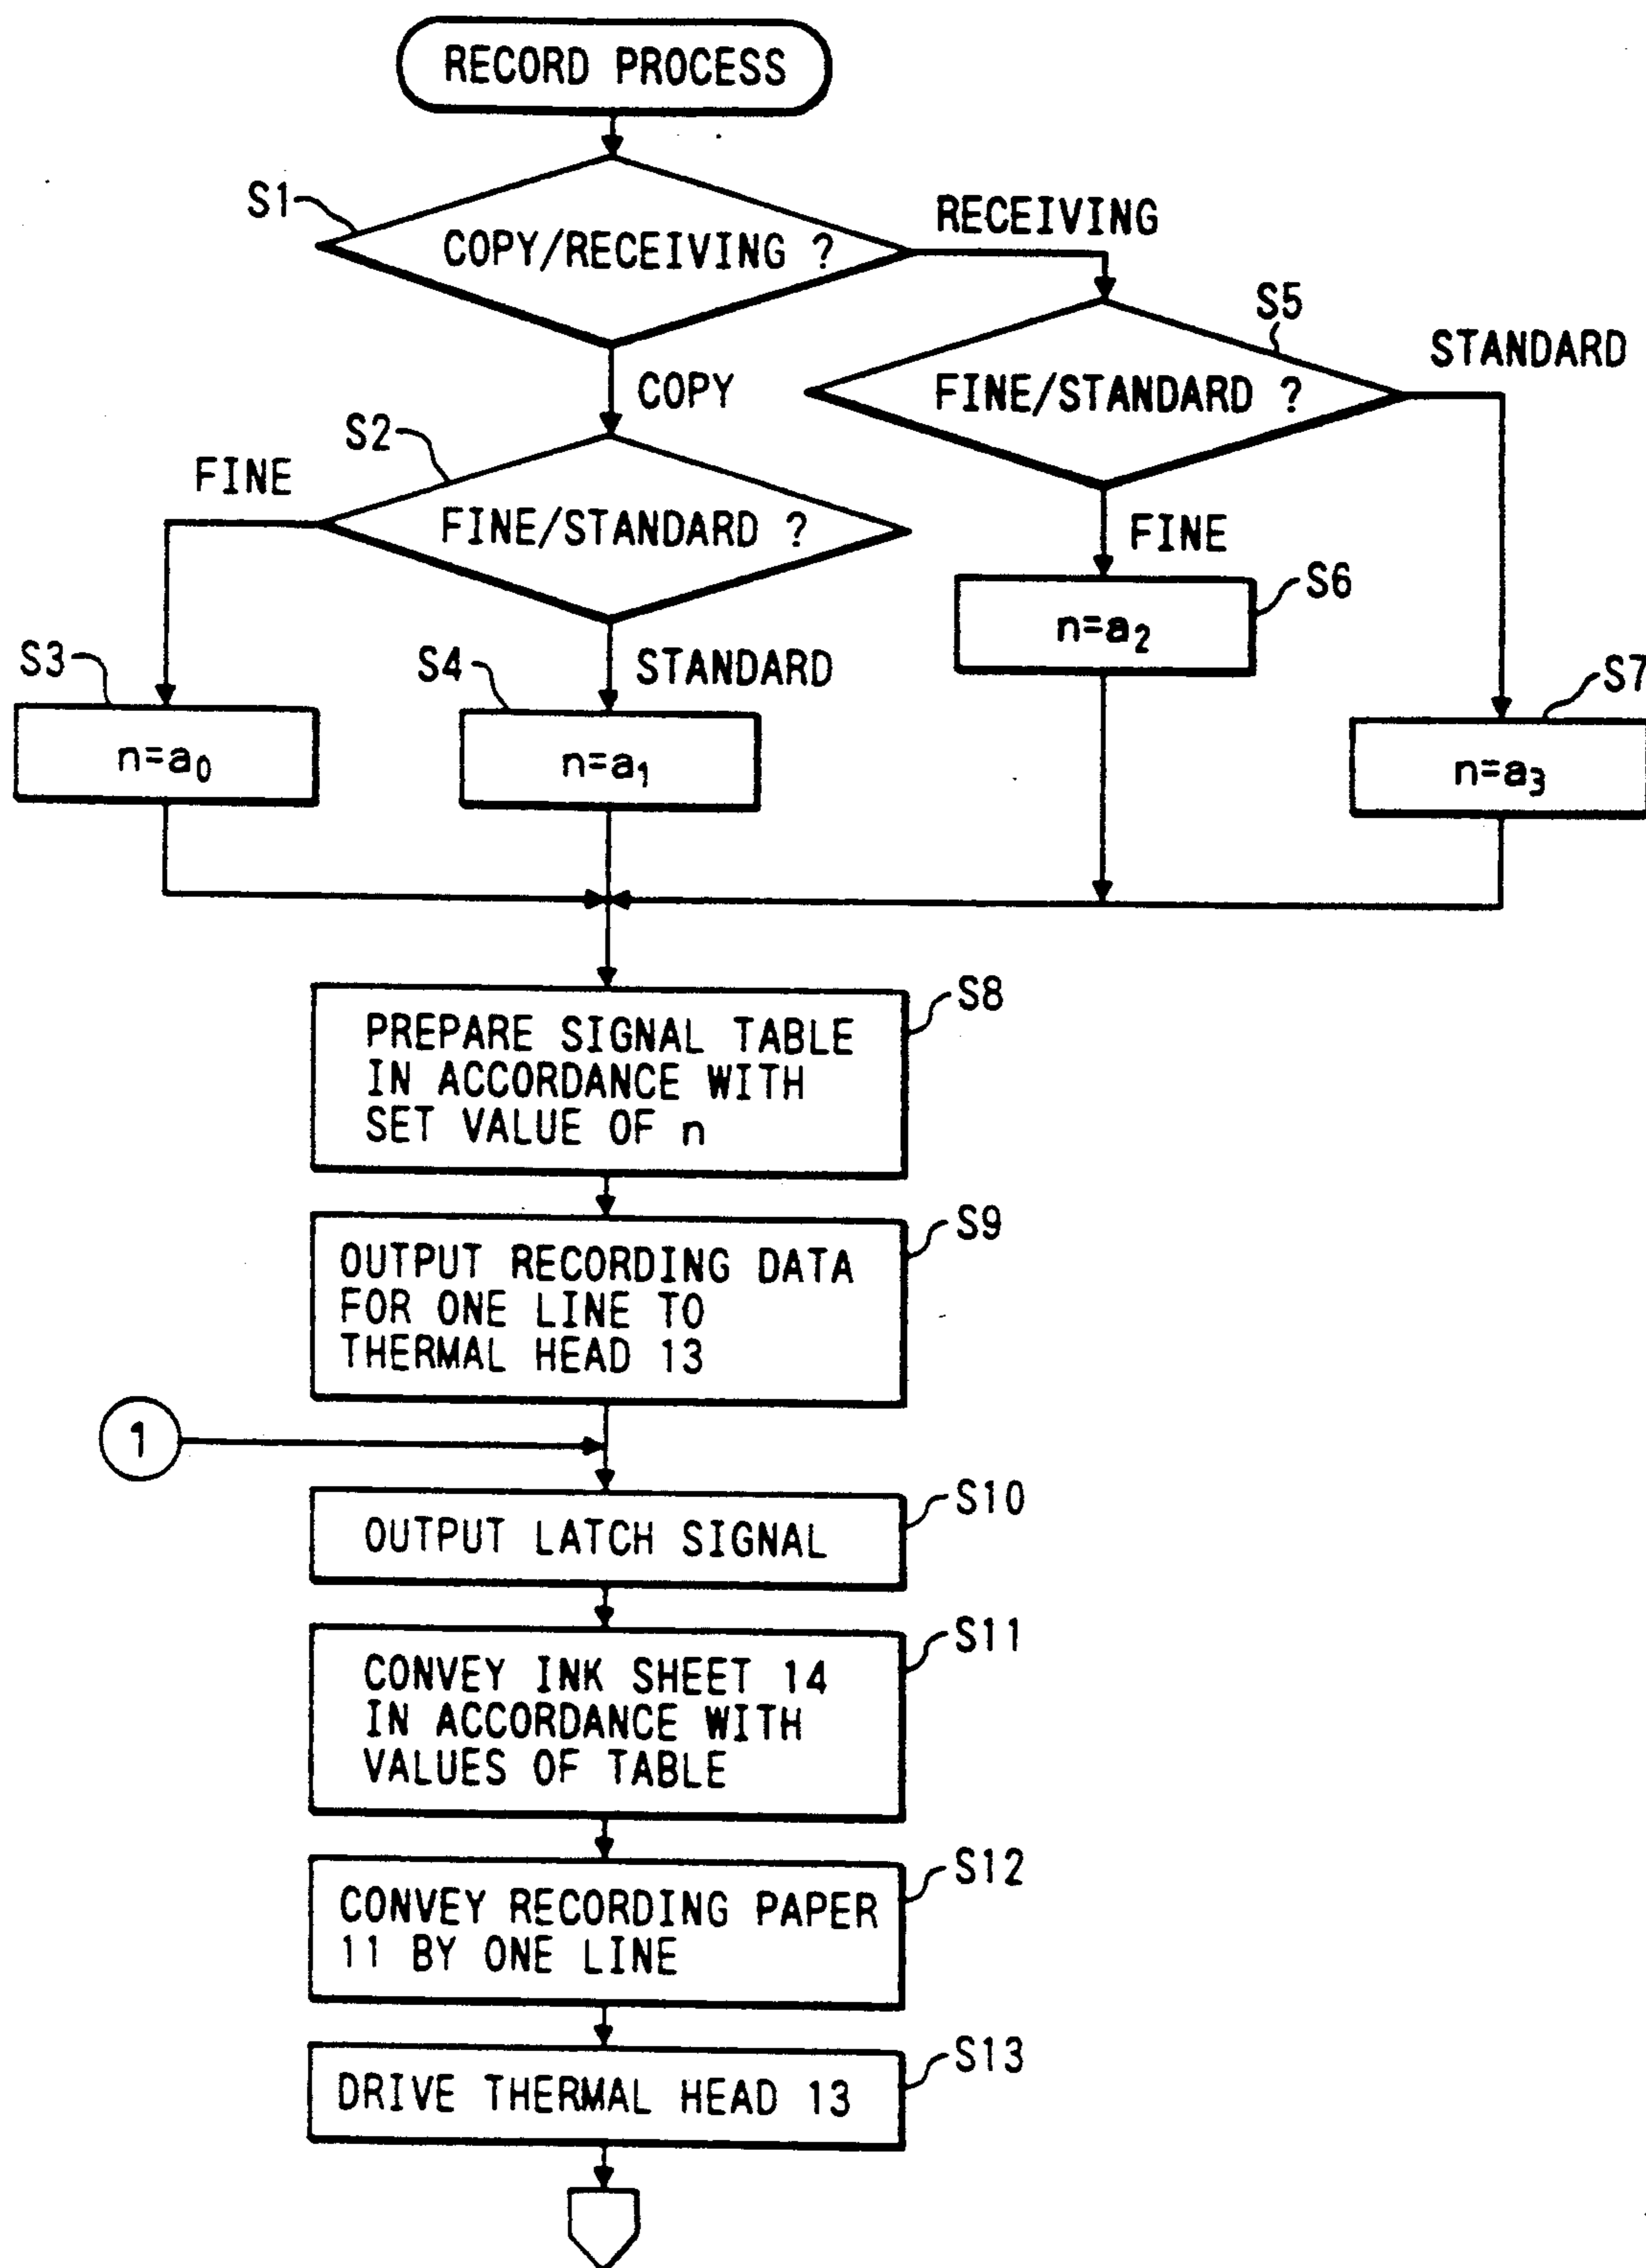 RECORD PROCESS
S1
COPY/RECEIVING ?
RECEIVING
COPY
S5
FINE/STANDARD ?
STANDARD
S2
FINE/STANDARD ?
FINE
FINE
S6
n=a₂
S3
n=a₀
STANDARD
S4
n=a₁
S7
n=a₃
S8
PREPARE SIGNAL TABLE
IN ACCORDANCE WITH
SET VALUE OF n
S9
OUTPUT RECORDING DATA
FOR ONE LINE TO
THERMAL HEAD 13
1
S10
OUTPUT LATCH SIGNAL
S11
CONVEY INK SHEET 14
IN ACCORDANCE WITH
VALUES OF TABLE
S12
CONVEY RECORDING PAPER
11 BY ONE LINE
S13
DRIVE THERMAL HEAD 13